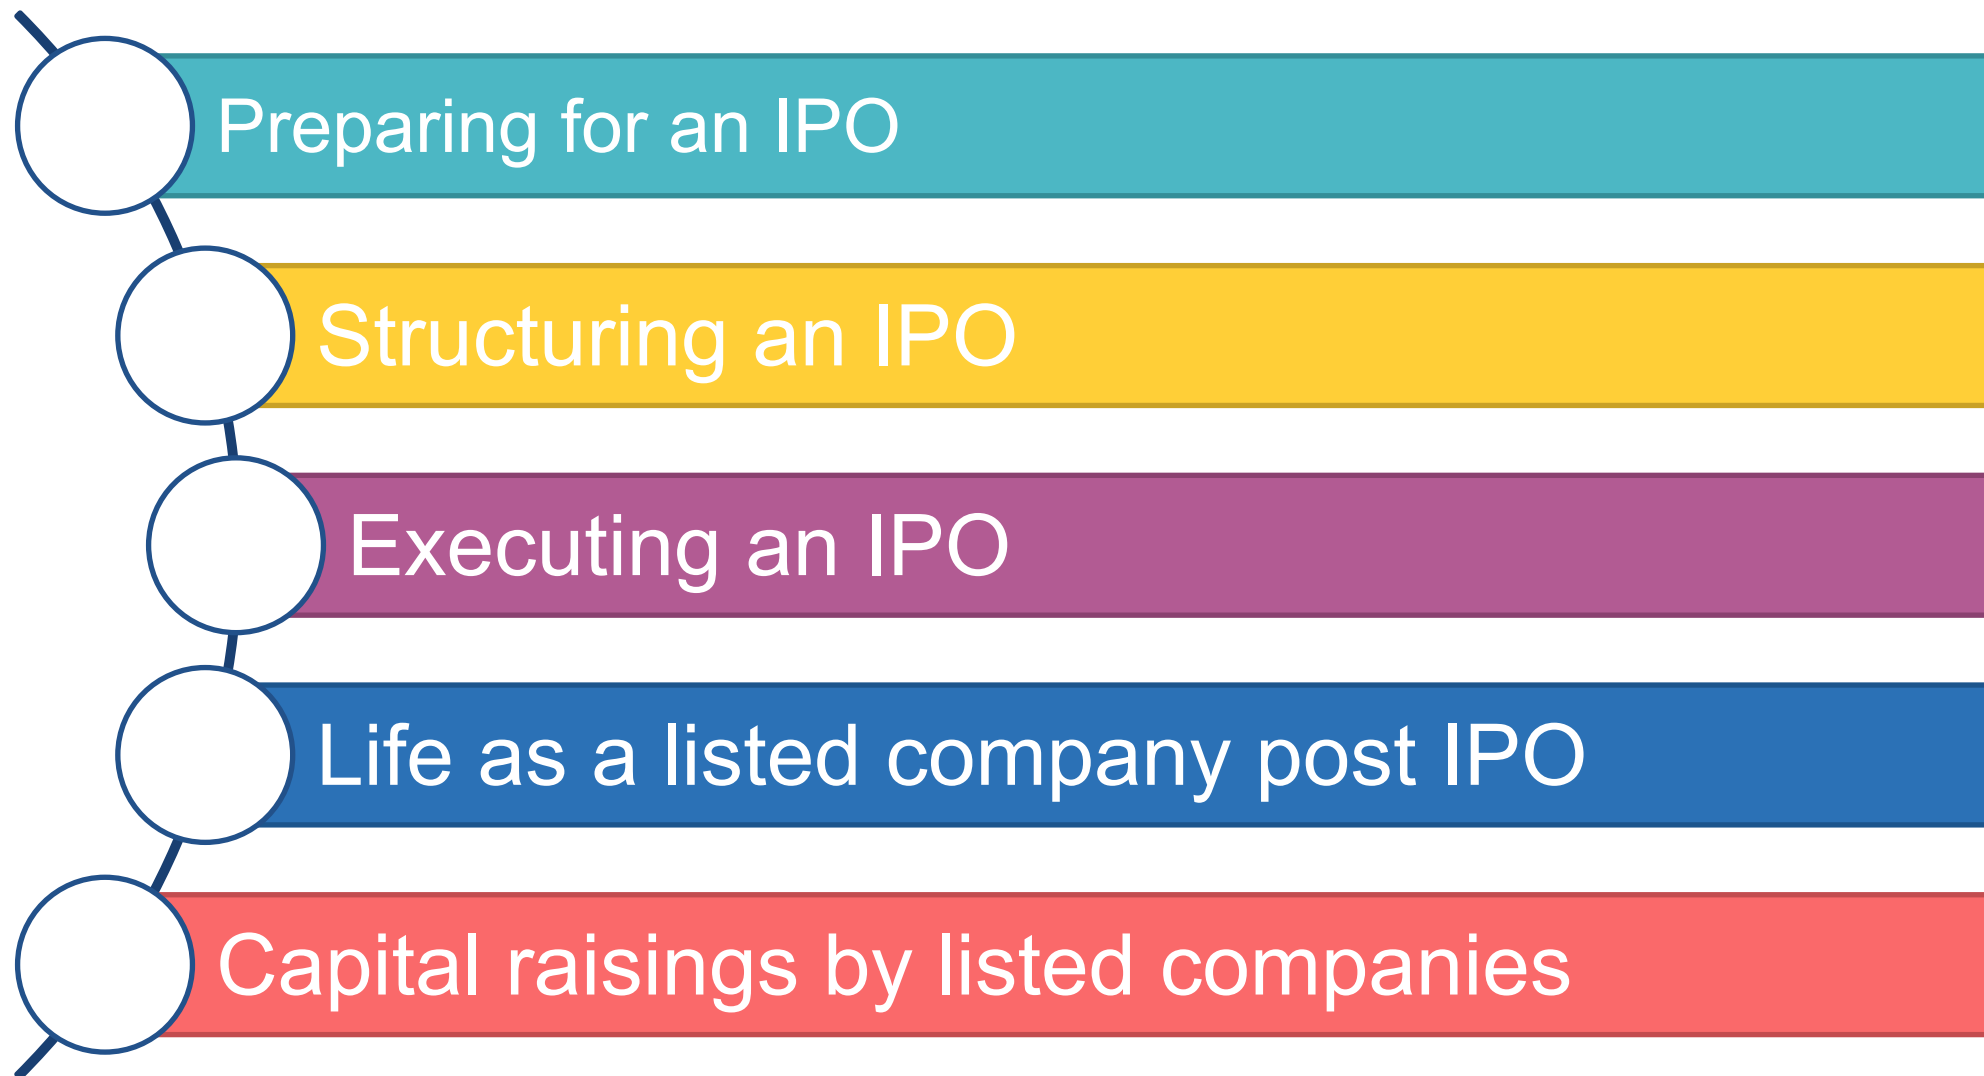 Preparing for an IPO
Structuring an IPO
Executing an IPO
Life as a listed company post IPO
Capital raisings by listed companies